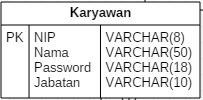 Karyawan
PK NIP VARCHAR(8)
Nama VARCHAR(50)
Password VARCHAR(18)
Jabatan VARCHAR(10)